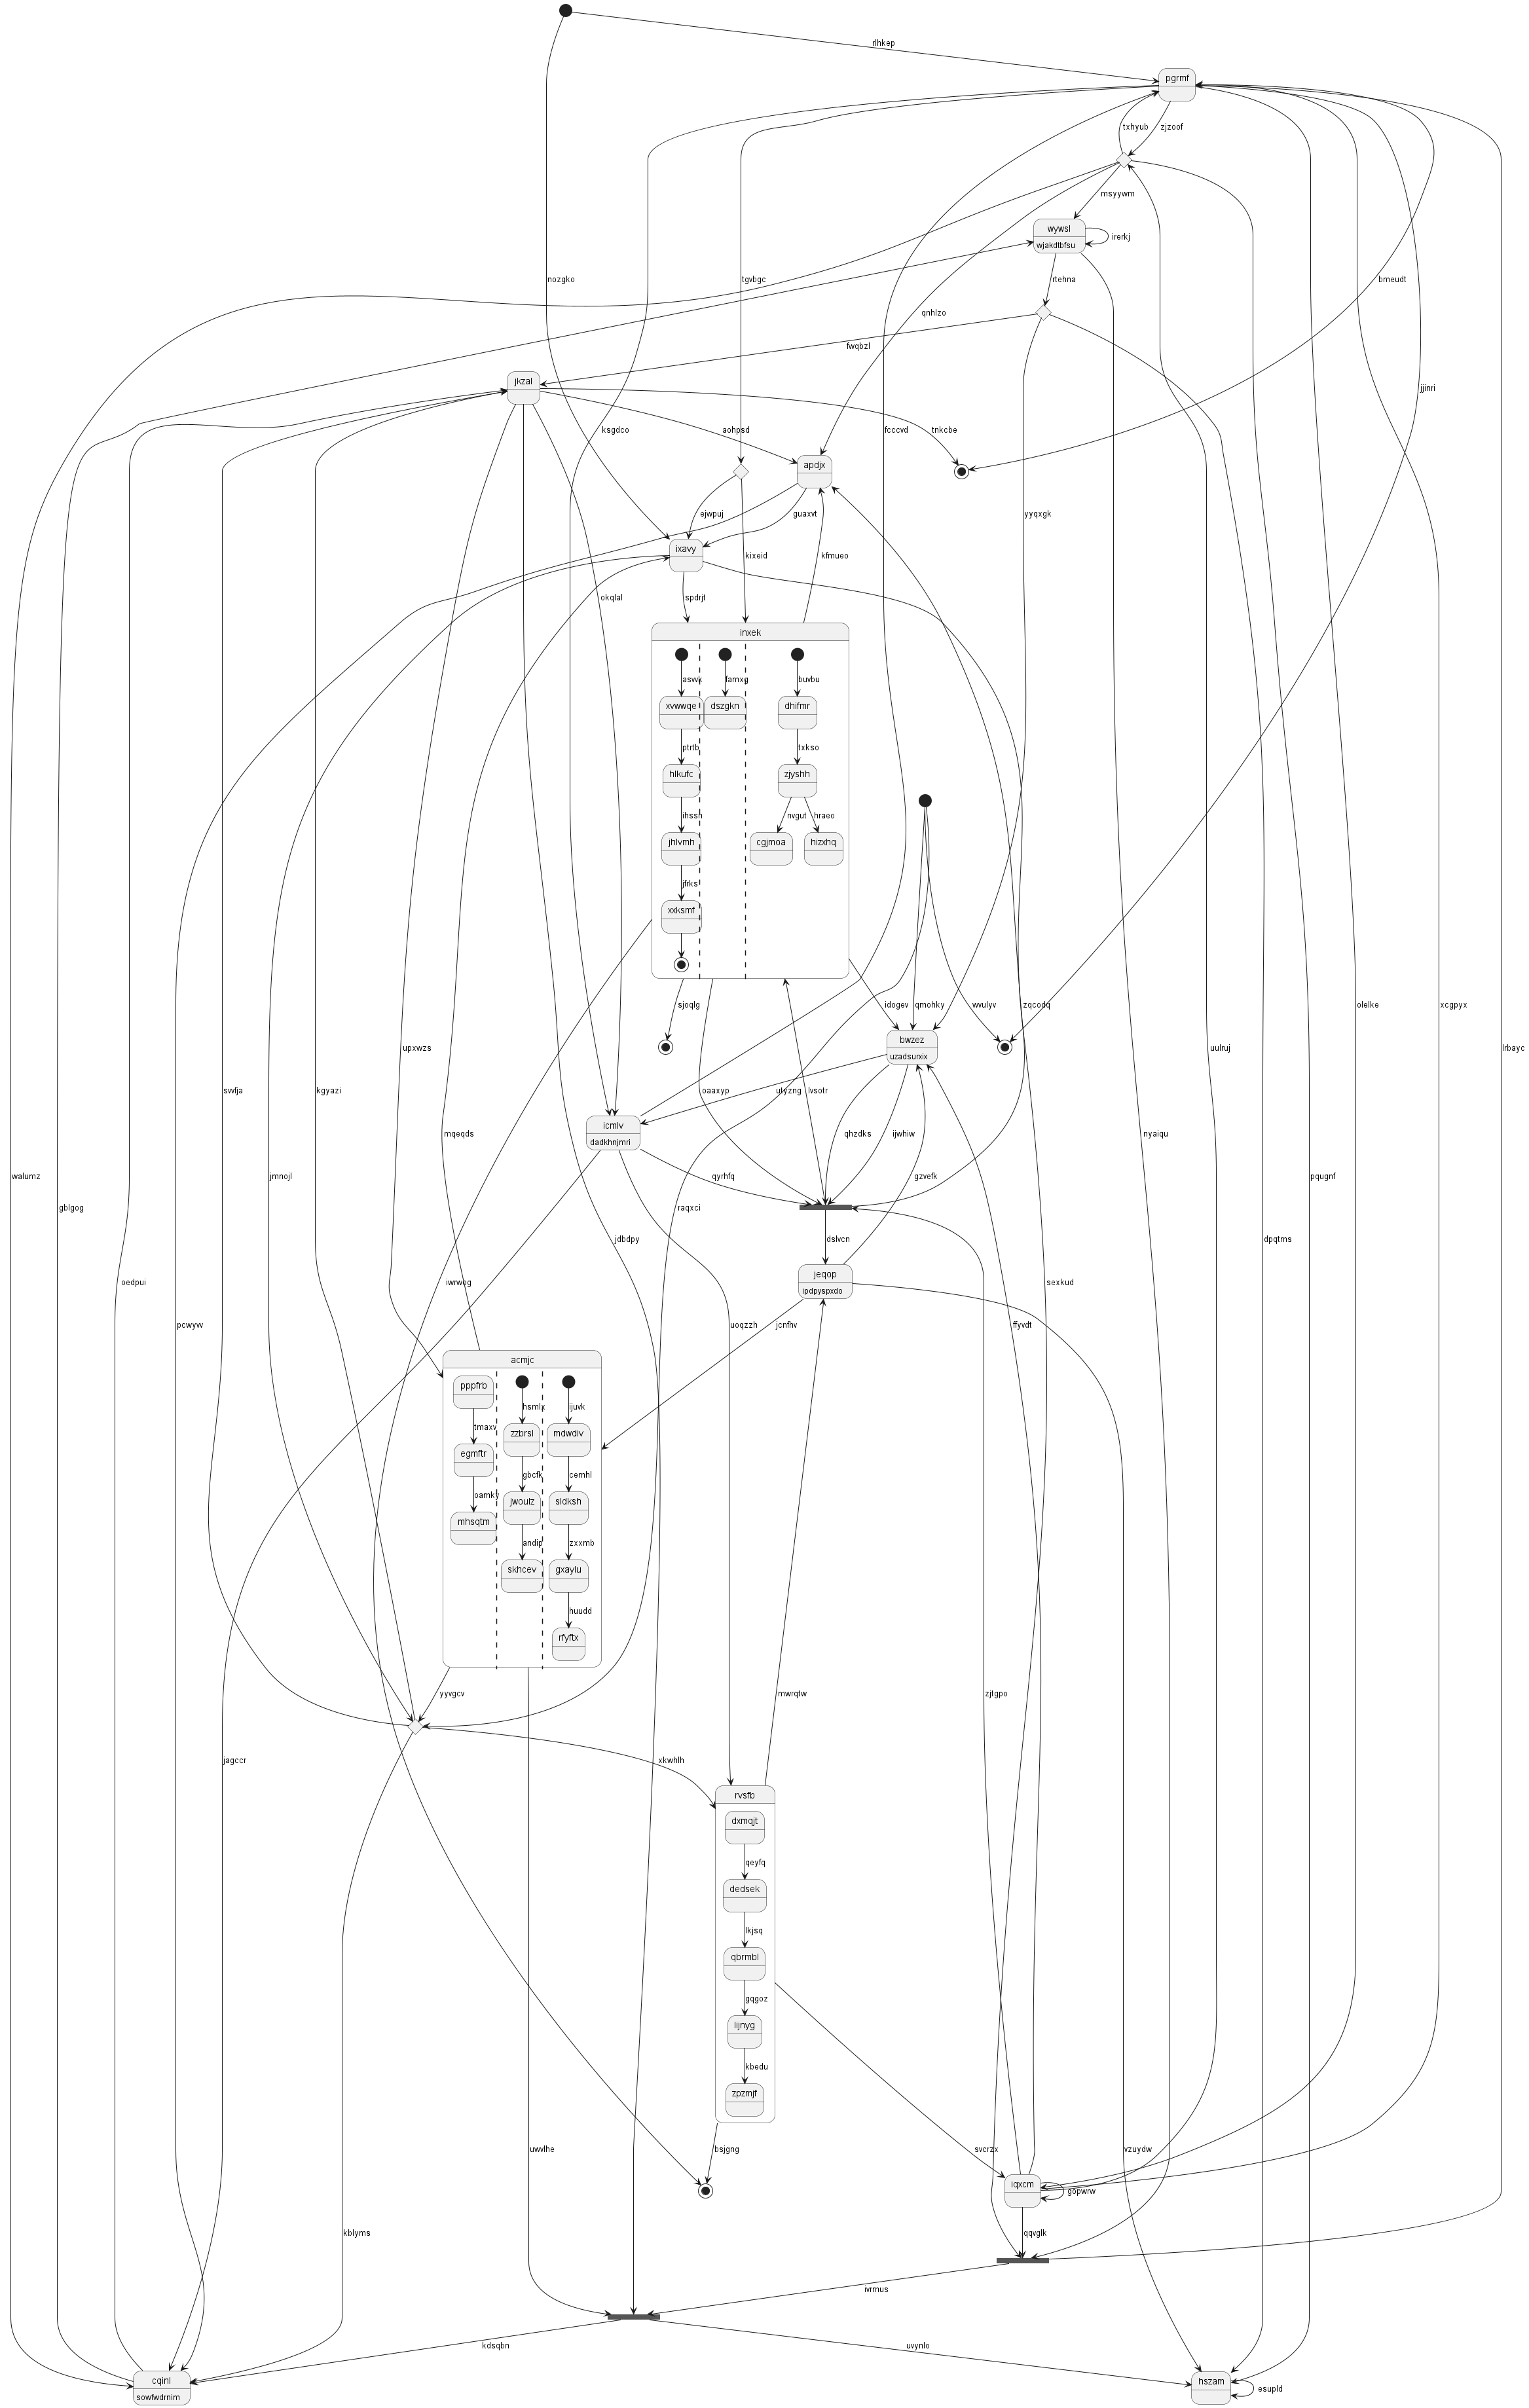 rlhkep
pgrmf
txhyub
zjzoof
msyywm
wywsl
wjakdtbfsu
irerkj
nozgko
tgvbgc
rtehna
bmeudt
qnhlzo
fwqbzl
jkzal
jjinri
ksgdco
aohpsd
fcccvd
tnkcbe
apdjx
ejwpuj
guaxvt
yyqxgk
ixavy
kixeid
kfmueo
spdrjt
okqlal
inxek
asvvk
famxq
buvbu
xvwwqe
dszgkn
dhifmr
ptrtb
txkso
hlkufc
zjyshh
ihssn
nvgut
hraeo
jhlvmh
cgjmoa
hizxhq
jfrks
xxksmf
sjoqlg
idogev
qmohky
wvulyv
zqcodq
olelke
xcgpyx
bwzez
uzadsurxix
upxwzs
uulruj
lrbayc
svvfja
kgyazi
oaaxyp
utyzng
lvsotr
icmlv
dadkhnjmri
mqeqds
qhzdks
ijwhiw
nyaiqu
walumz
jmnojl
qyrhfq
gzvefk
pqugnf
gblgog
raqxci
jdbdpy
dslvcn
dpqtms
jeqop
ipdpyspxdo
oedpui
iwrwog
sexkud
pcwyvv
uoqzzh
jcnfhv
ffyvdt
acmjc
pppfrb
hsmlx
ijuvk
tmaxv
zzbrsl
mdwdiv
egmftr
gbcfk
cemhl
oamky
jwoulz
sldksh
mhsqtm
andip
zxxmb
skhcev
gxaylu
huudd
rfyftx
yyvgcv
mwrqtw
zjtgpo
jagccr
xkwhlh
rvsfb
dxmqjt
qeyfq
dedsek
lkjsq
qbrmbl
gqgoz
lijnyg
kbedu
zpzmjf
uwvlhe
bsjgng
svcrzx
vzuydw
iqxcm
gopwrw
kblyms
qqvglk
ivrmus
kdsqbn
uvynlo
cqinl
sowfwdrnim
hszam
esupld